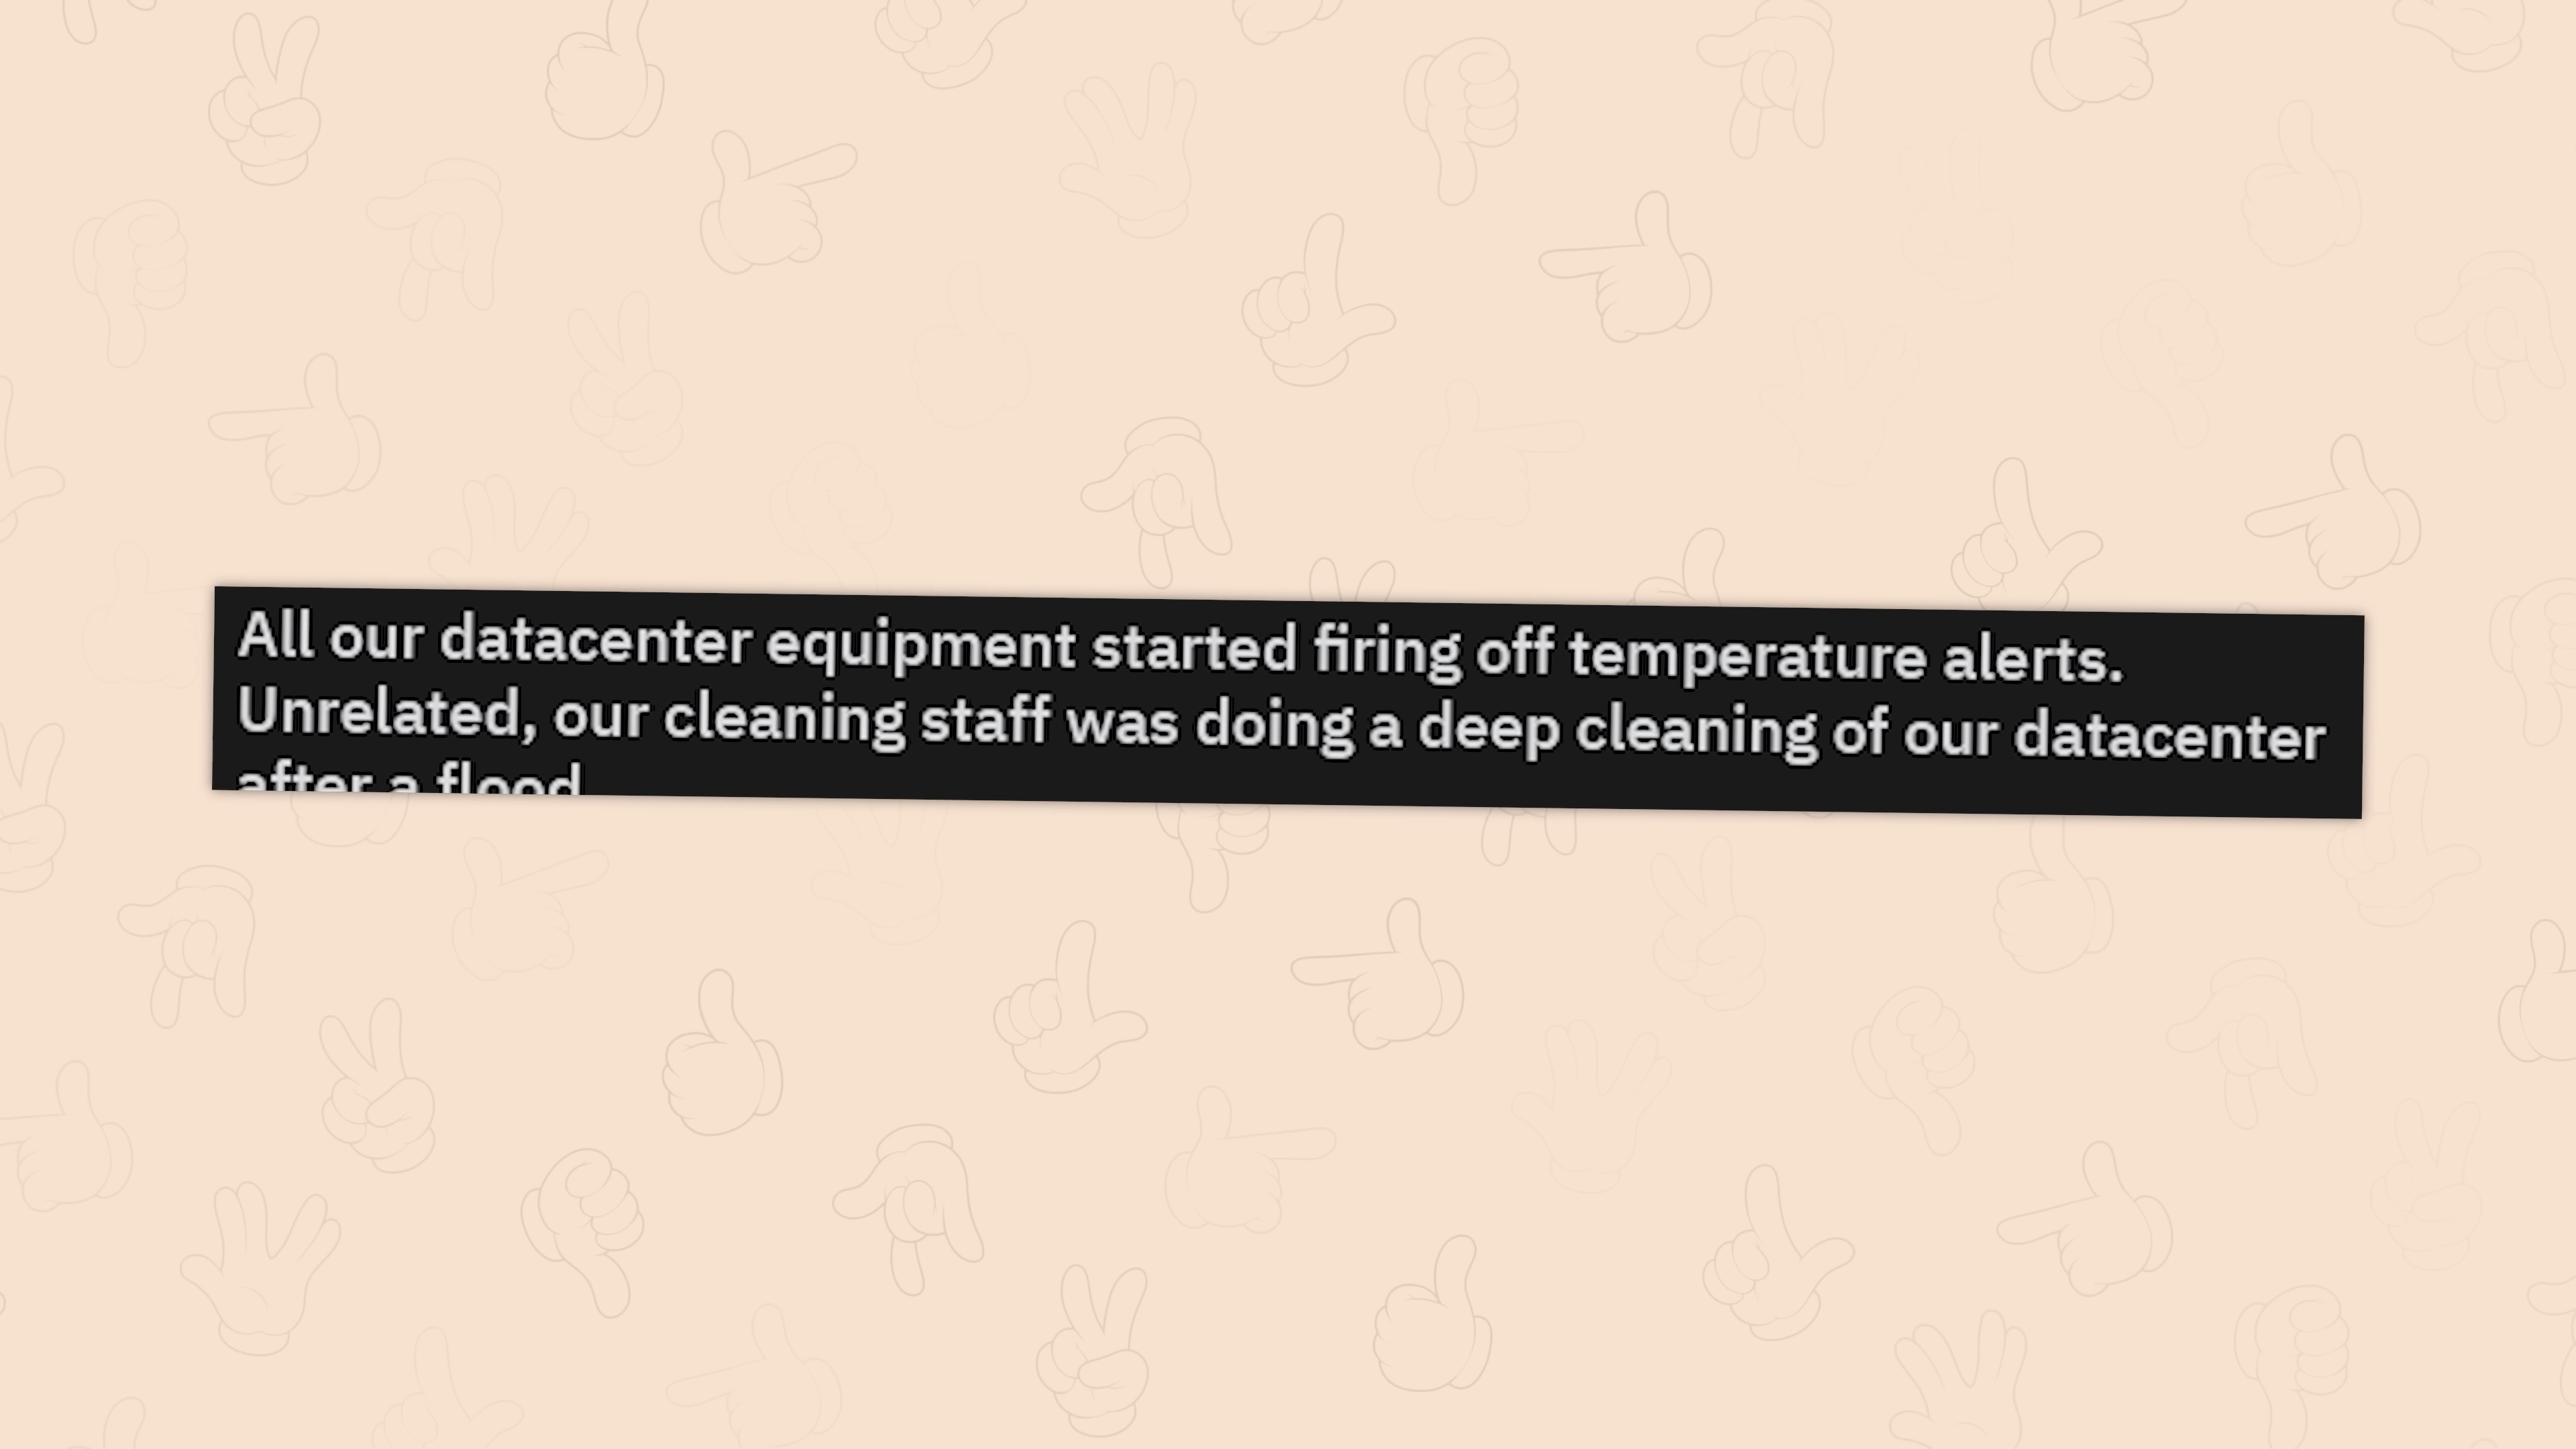 All our datacenter equipment started firing off temperature alerts.
Unrelated, our cleaning staff was doing a deep cleaning of our datacenter
after a flood